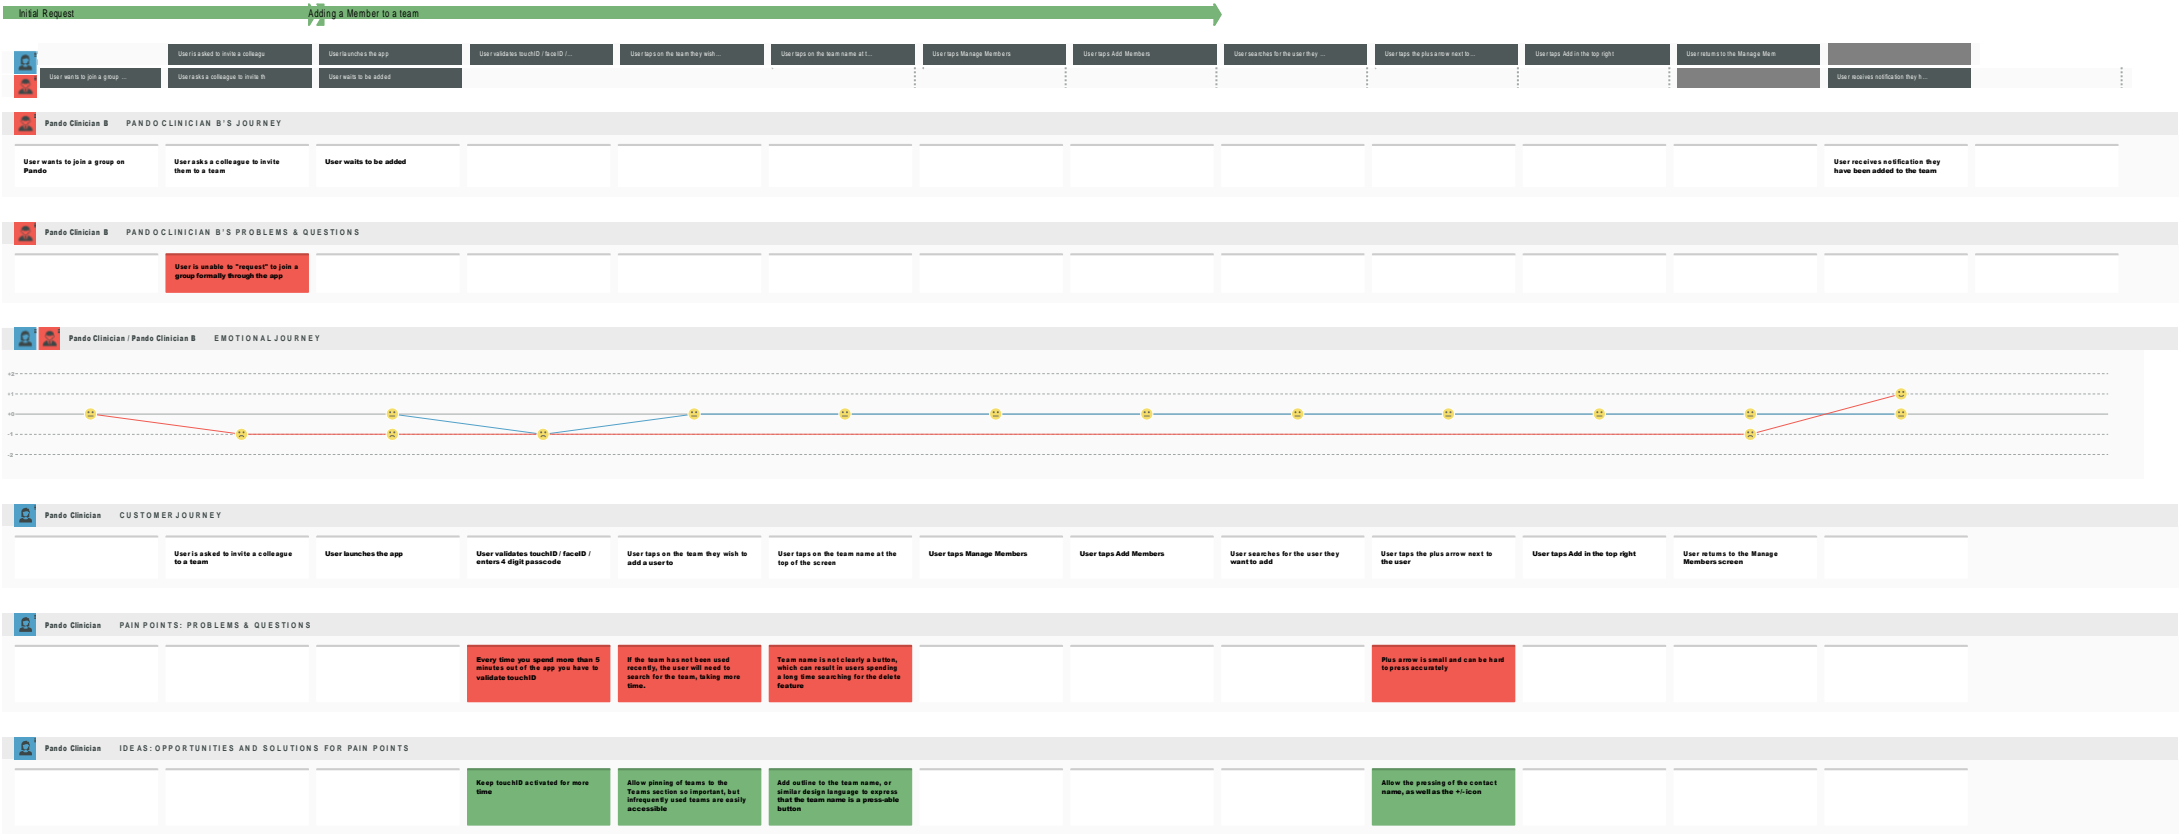 Initial Request
Adding a Member to a team
User is asked to invite a colleagu
User launches the app
User validates touchID / faceID /...
User taps on the team they wish...
User taps on the team name at t...
User taps Manage Members
User taps Add Members
User searches for the user they ...
User taps the plus arrow next to...
User taps Add in the top right
User returns to the Manage Mem
User wants to join a group ...
User asks a colleague to invite th
User waits to be added
User receives notification they h...
Pando Clinician B PANDO CLINICIAN B'S JOURNEY
User wants to join a group on
Pando
User asks a colleague to invite
them to a team
User waits to be added
User receives notification they
have been added to the team
Pando Clinician B PANDO CLINICIAN B'S PROBLEMS & QUESTIONS
User is unable to "request" to join a
group formally through the app
Pando Clinician / Pando Clinician B EMOTIONAL JOURNEY
+2
+1
+0
-1
-2
Pando Clinician CUSTOMER JOURNEY
User is asked to invite a colleague
to a team
User launches the app
User validates touchID / faceID /
enters 4 digit passcode
User taps on the team they wish to
add a user to
User taps on the team name at the
top of the screen
User taps Manage Members
User taps Add Members
User searches for the user they
want to add
User taps the plus arrow next to
the user
User taps Add in the top right
User returns to the Manage
Members screen
Pando Clinician PAIN POINTS: PROBLEMS & QUESTIONS
Every time you spend more than 5
minutes out of the app you have to
validate touchID
If the team has not been used
recently, the user will need to
search for the team, taking more
time.
Team name is not clearly a button,
which can result in users spending
a long time searching for the delete
feature
Plus arrow is small and can be hard
to press accurately
Pando Clinician IDEAS: OPPORTUNITIES AND SOLUTIONS FOR PAIN POINTS
Keep touchID activated for more
time
Allow pinning of teams to the
Teams section so important, but
infrequently used teams are easily
accessible
Add outline to the team name, or
similar design language to express
that the team name is a press-able
button
Allow the pressing of the contact
name, as well as the +/- icon